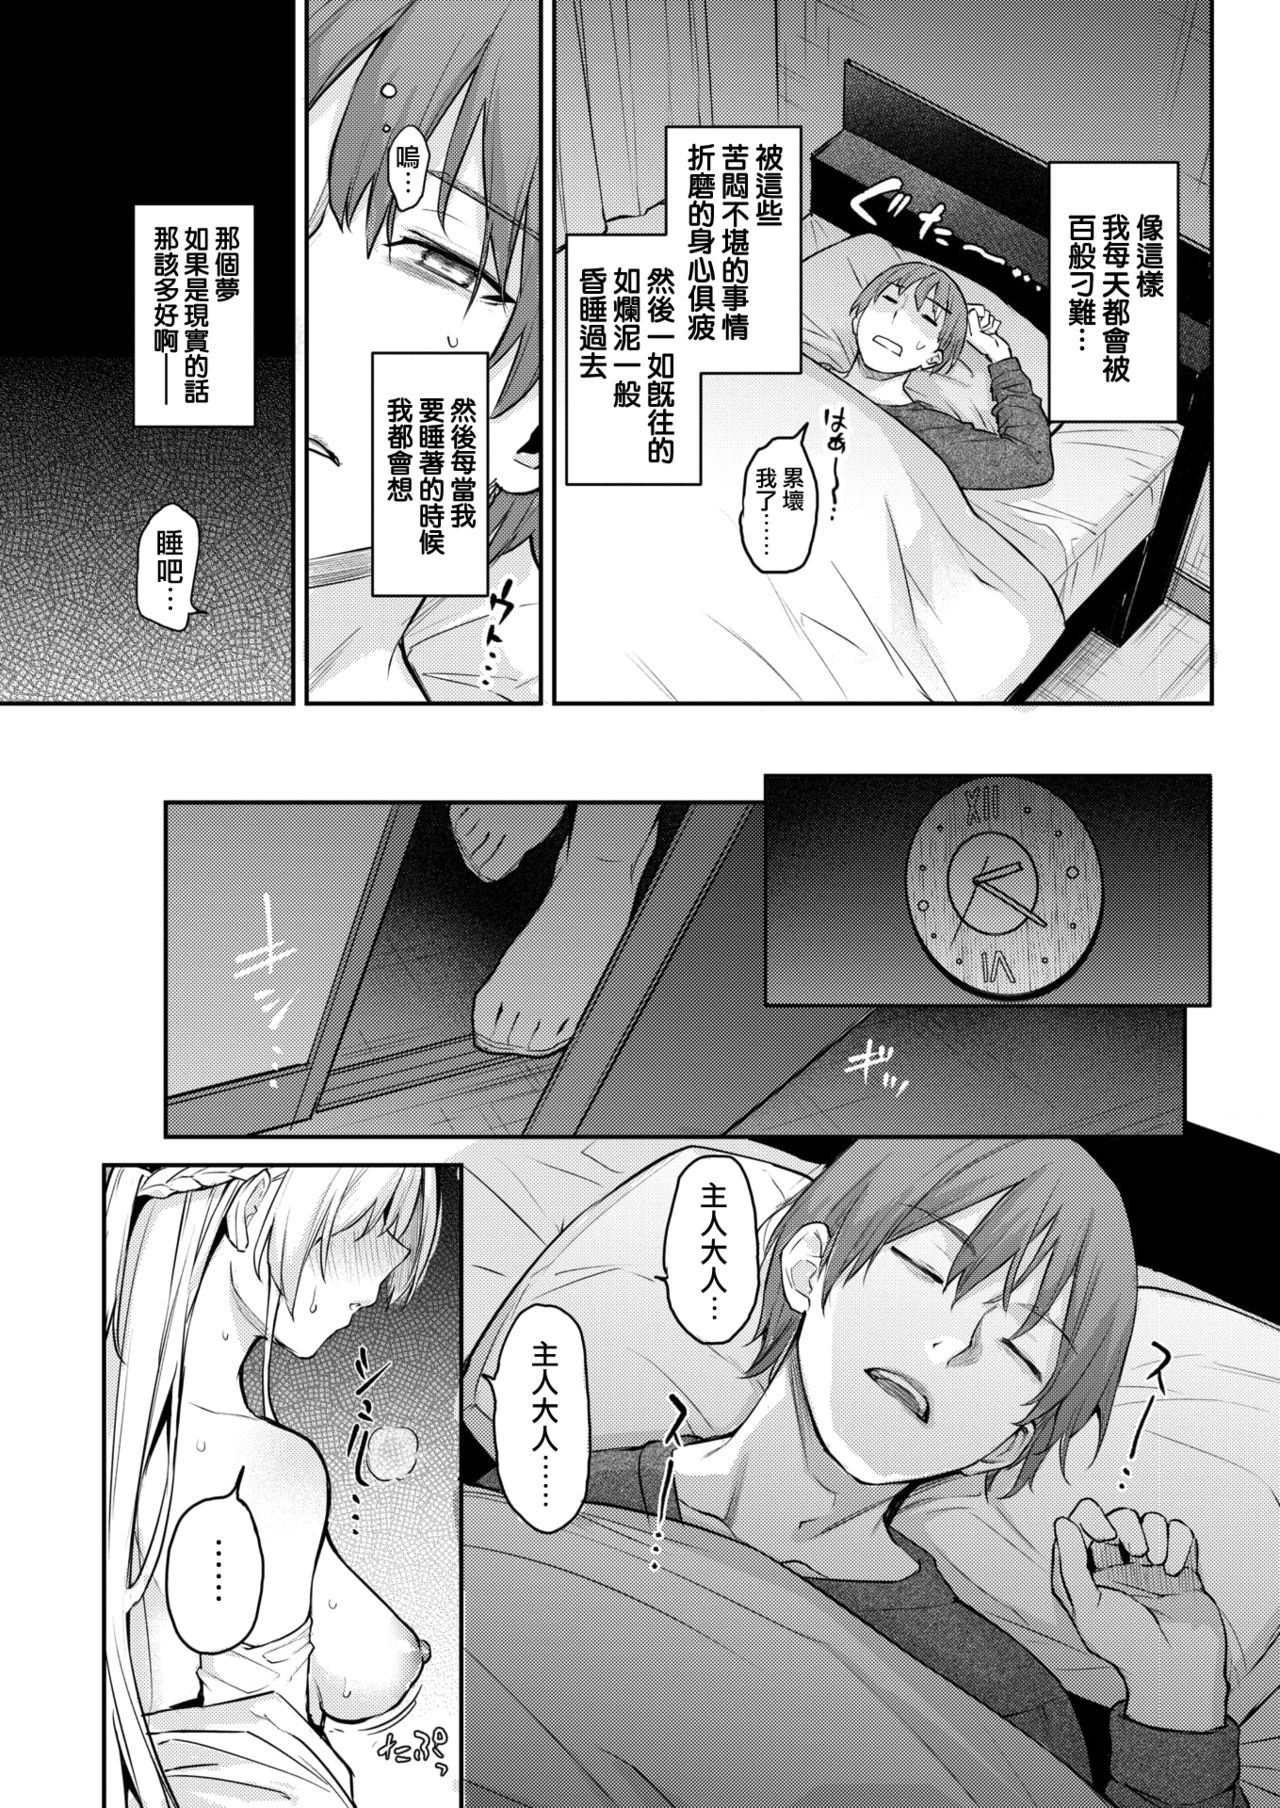 像這樣
我每天都會被
百般刁難…
ぐったぁ〜…
被這些
苦悶不堪的事情
折磨的身心俱疲
然後一如既往的
如爛泥一般
昏睡過去
はぁ〜〜
累壞
我了……
嗚…
然後每當我
要睡著的時候
我都會想
ウト…
那個夢
如果是現實的話
那該多好啊——
睡吧…
XII
VI
ギッ
ギシ
主人大人…
主人大人……
スー…
スー…
……
たぷっ